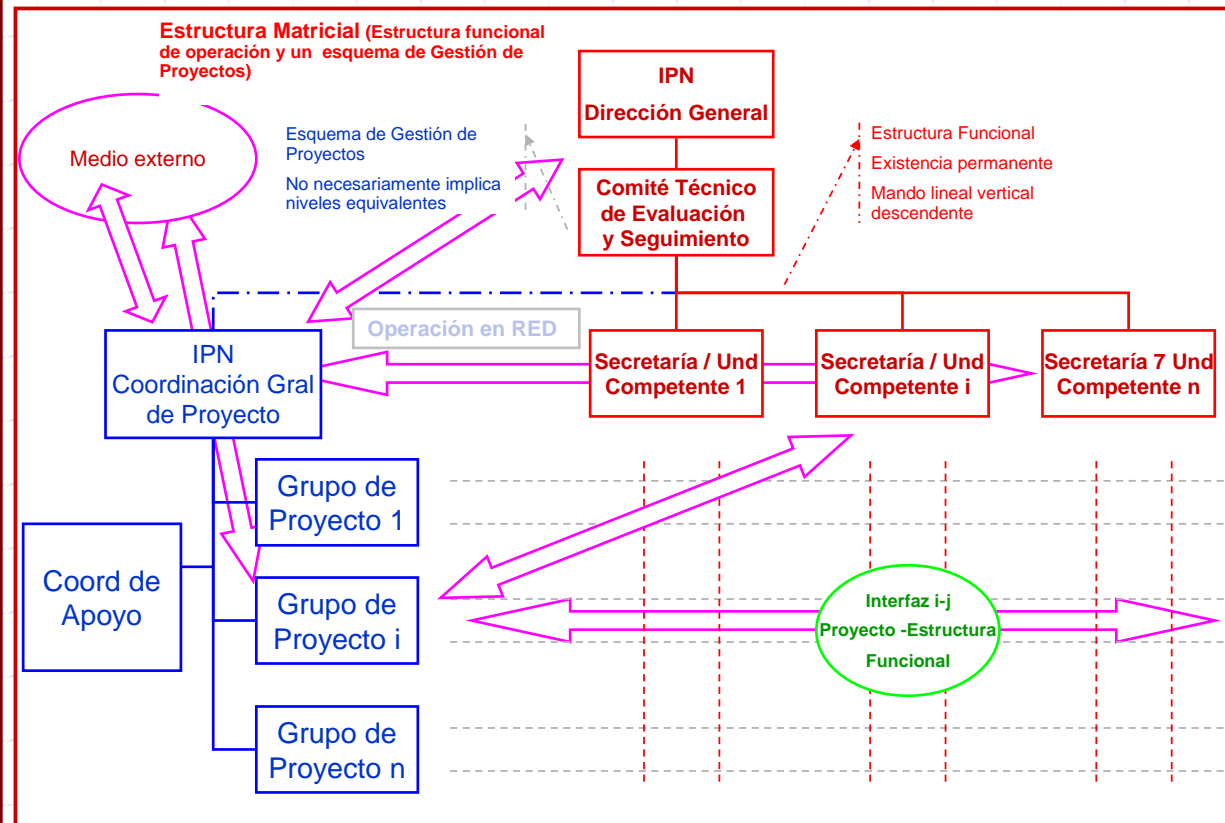 Estructura Matricial (Estructura funcional
de operación y un esquema de Gestión de
Proyectos)
IPN
Dirección General
Medio externo
Esquema de Gestión de
Proyectos
No necesariamente implica
niveles equivalentes
Estructura Funcional
Existencia permanente
Mando lineal vertical
descendente
Comité Técnico
de Evaluación
y Seguimiento
Operación en RED
IPN
Coordinación Gral
de Proyecto
Secretaría / Und
Competente 1
Secretaría / Und
Competente i
Secretaría 7 Und
Competente n
Grupo de
Proyecto 1
Coord de
Apoyo
Grupo de
Proyecto i
Interfaz i-j
Proyecto -Estructura
Funcional
Grupo de
Proyecto n